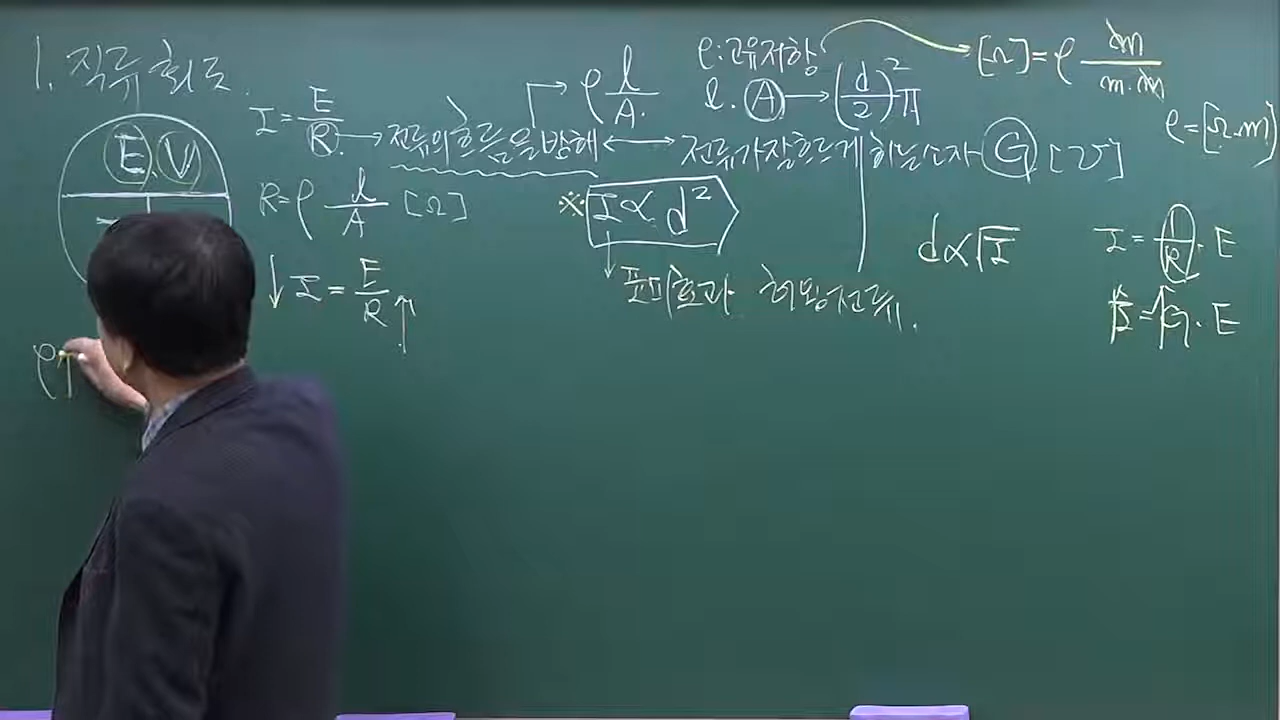 1. 직류 회로.
E, V
I = E/R → 전류의 흐름을 방해 ↔ 전류가 잘 흐르게 하는 소자 G [℧]
→ ρ l/A.
ρ: 고유저항
[Ω] = ρ m/m·m
l. A → (d/2)² π
ρ = [Ω·m]
R = ρ l/A [Ω]
※ I ∝ d²
d ∝ √I
I = 1/R · E
↓ I = E/R ↑
↓ 표피효과 허용전류.
I = G · E
ρ ↑